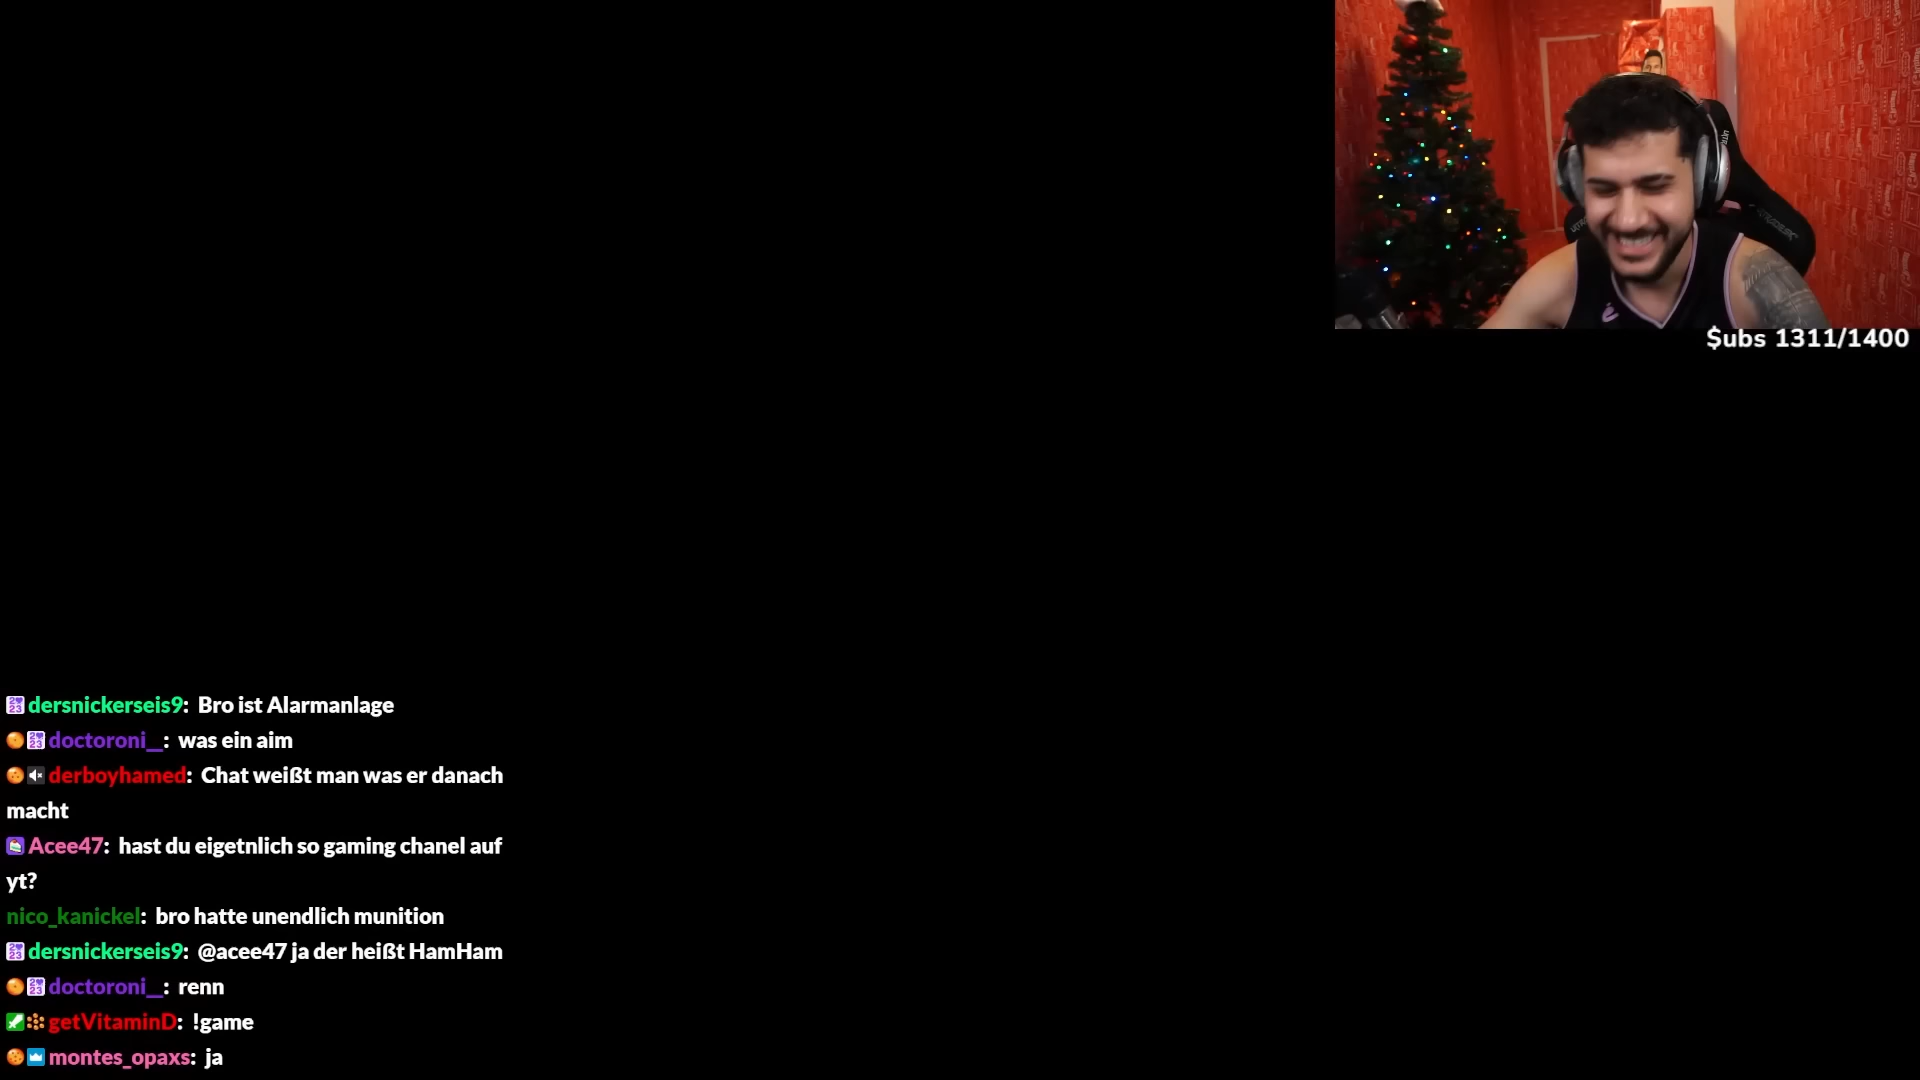 $ubs 1311/1400
dersnickerseis9: Bro ist Alarmanlage
doctoroni__: was ein aim
derboyhamed: Chat weißt man was er danach
macht
Acee47: hast du eigetnlich so gaming chanel auf
yt?
nico_kanickel: bro hatte unendlich munition
dersnickerseis9: @acee47 ja der heißt HamHam
doctoroni__: renn
getVitaminD: !game
montes_opaxs: ja